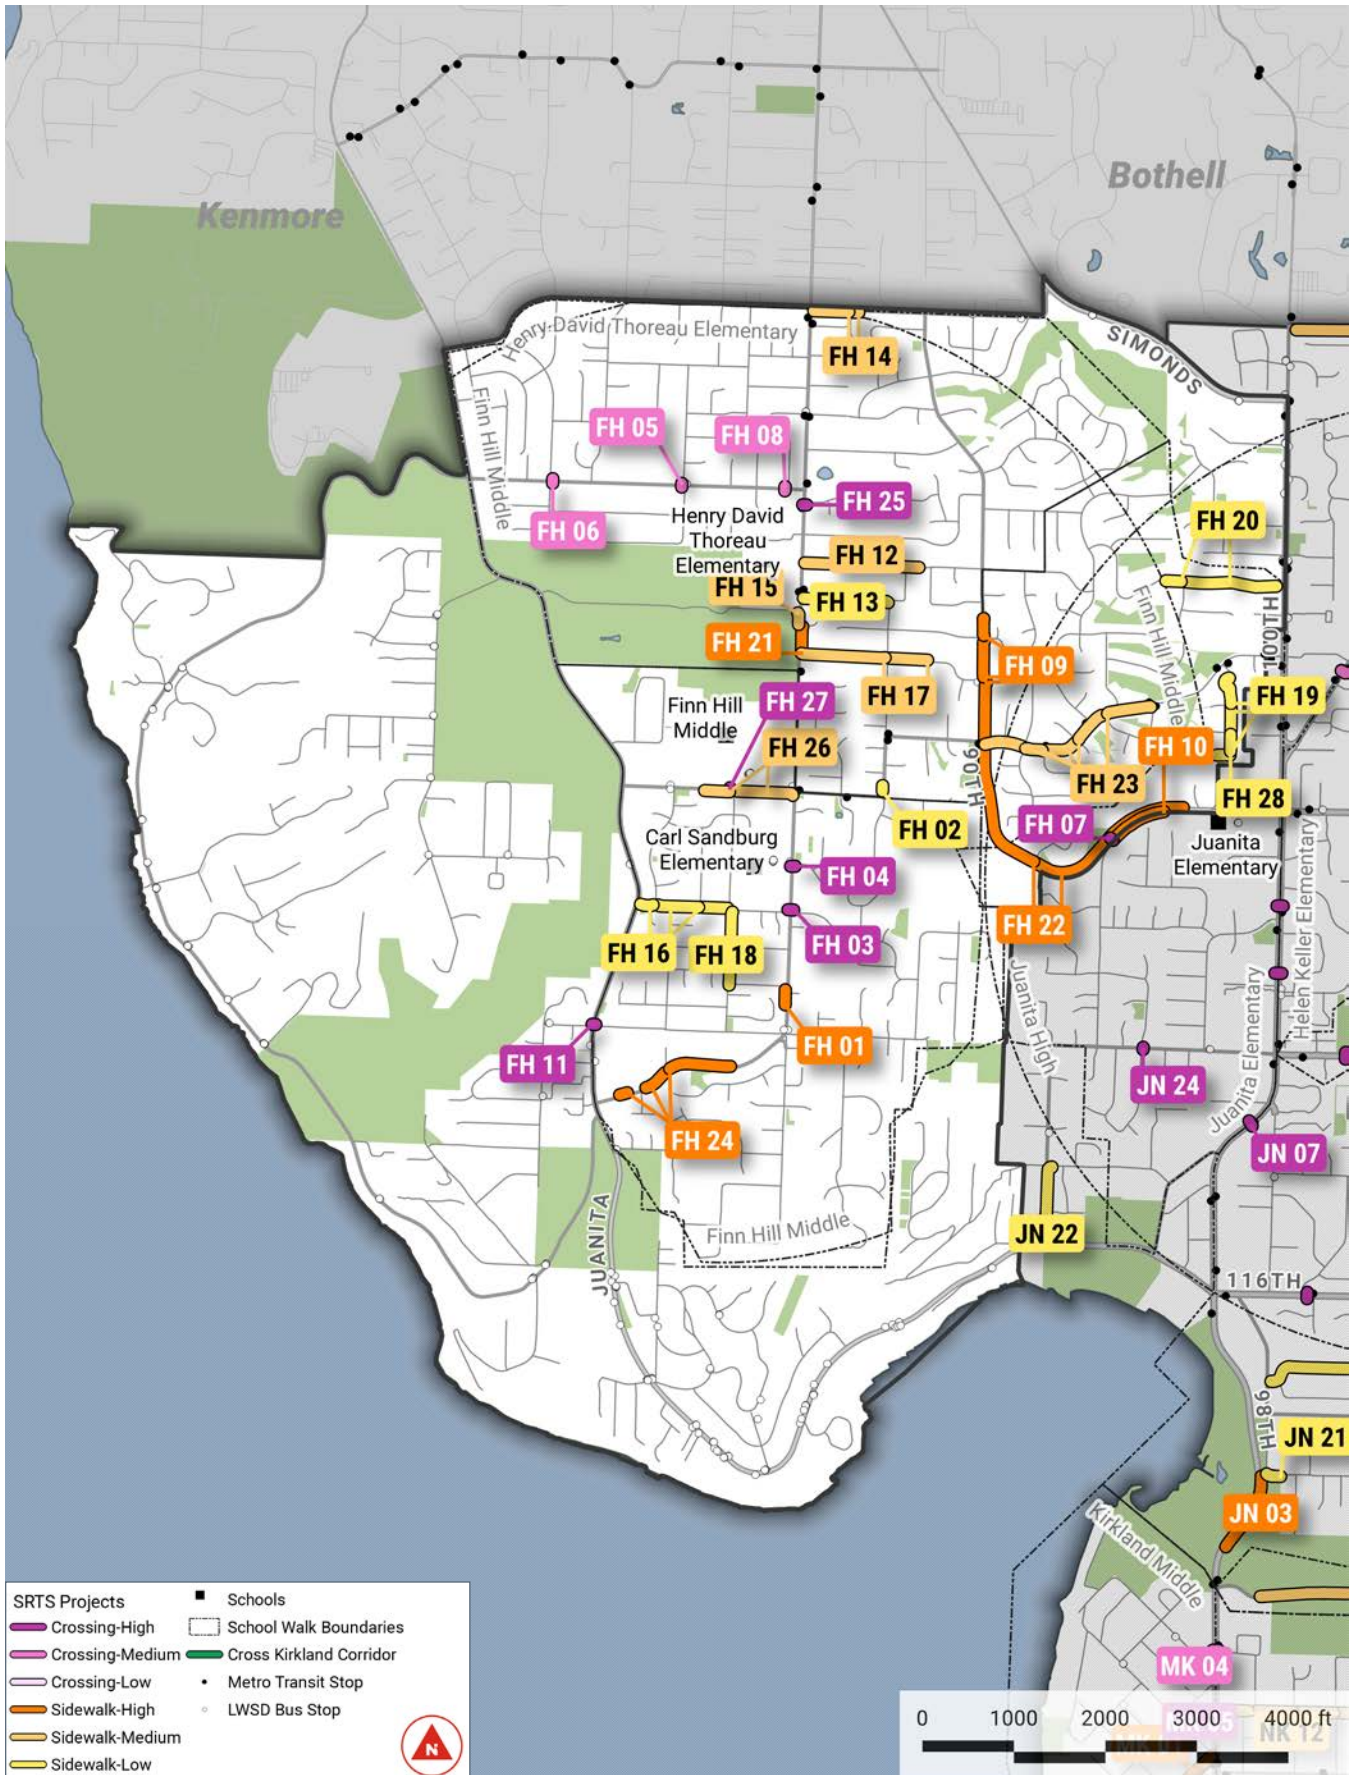 Kenmore
Bothell
Henry David Thoreau Elementary
SIMONDS
FH 14
Finn Hill Middle
FH 05
FH 08
FH 25
FH 06
Henry David
Thoreau
Elementary
FH 20
FH 12
FH 15
FH 13
Finn Hill Middle
100TH
FH 21
FH 09
FH 17
FH 27
Finn Hill
Middle
FH 19
FH 26
FH 10
90TH
FH 23
FH 28
FH 02
FH 07
Carl Sandburg
Elementary
Juanita
Elementary
FH 04
Helen Keller Elementary
FH 03
FH 22
FH 16
FH 18
Juanita High
FH 01
FH 11
JN 24
Juanita Elementary
FH 24
JN 07
JUANITA
Finn Hill Middle
JN 22
116TH
98TH
JN 21
JN 03
Kirkland Middle
MK 04
NK 12
SRTS Projects
Crossing-High
Crossing-Medium
Crossing-Low
Sidewalk-High
Sidewalk-Medium
Sidewalk-Low
Schools
School Walk Boundaries
Cross Kirkland Corridor
Metro Transit Stop
LWSD Bus Stop
N
0 1000 2000 3000 4000 ft